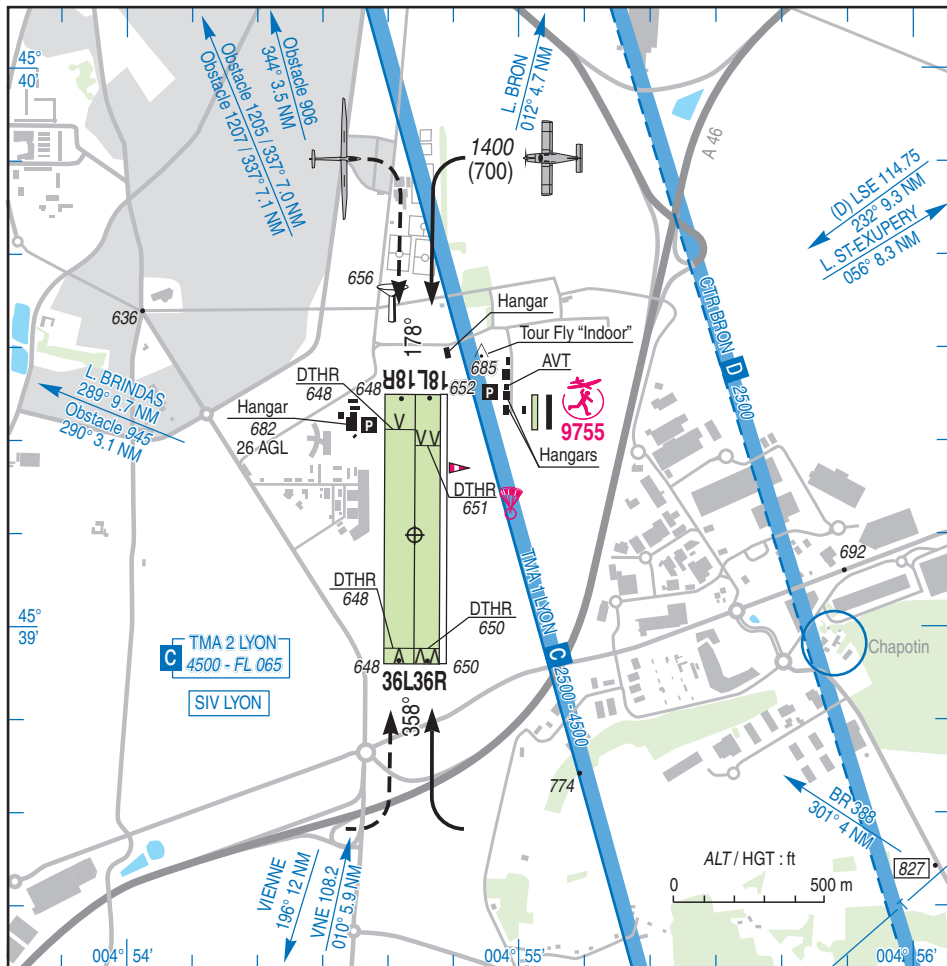 45°
40'
Obstacle 906
344° 3.5 NM
Obstacle 1205 / 337° 7.0 NM
Obstacle 1207 / 337° 7.1 NM
L. BRON
012° 4.7 NM
1400
(700)
A 46
(D) LSE 114.75
232° 9.3 NM
L. ST-EXUPERY
056° 8.3 NM
656
636
178°
Hangar
Tour Fly "Indoor"
685
AVT
CTR BRON D 2500
DTHR
648
648
18L18R
652
P
L. BRINDAS
289° 9.7 NM
Obstacle 945
290° 3.1 NM
Hangar
682
26 AGL
P
9755
Hangars
DTHR
651
TMA 1 LYON C 2500-4500
692
DTHR
648
DTHR
650
45°
39'
Chapotin
C
TMA 2 LYON
4500 - FL 065
SIV LYON
648
650
36L36R
358°
774
BR 388
301° 4 NM
827
ALT / HGT : ft
0
500 m
VIENNE
196° 12 NM
VNE 108.2
010° 5.9 NM
004° 54'
004° 55'
004° 56'